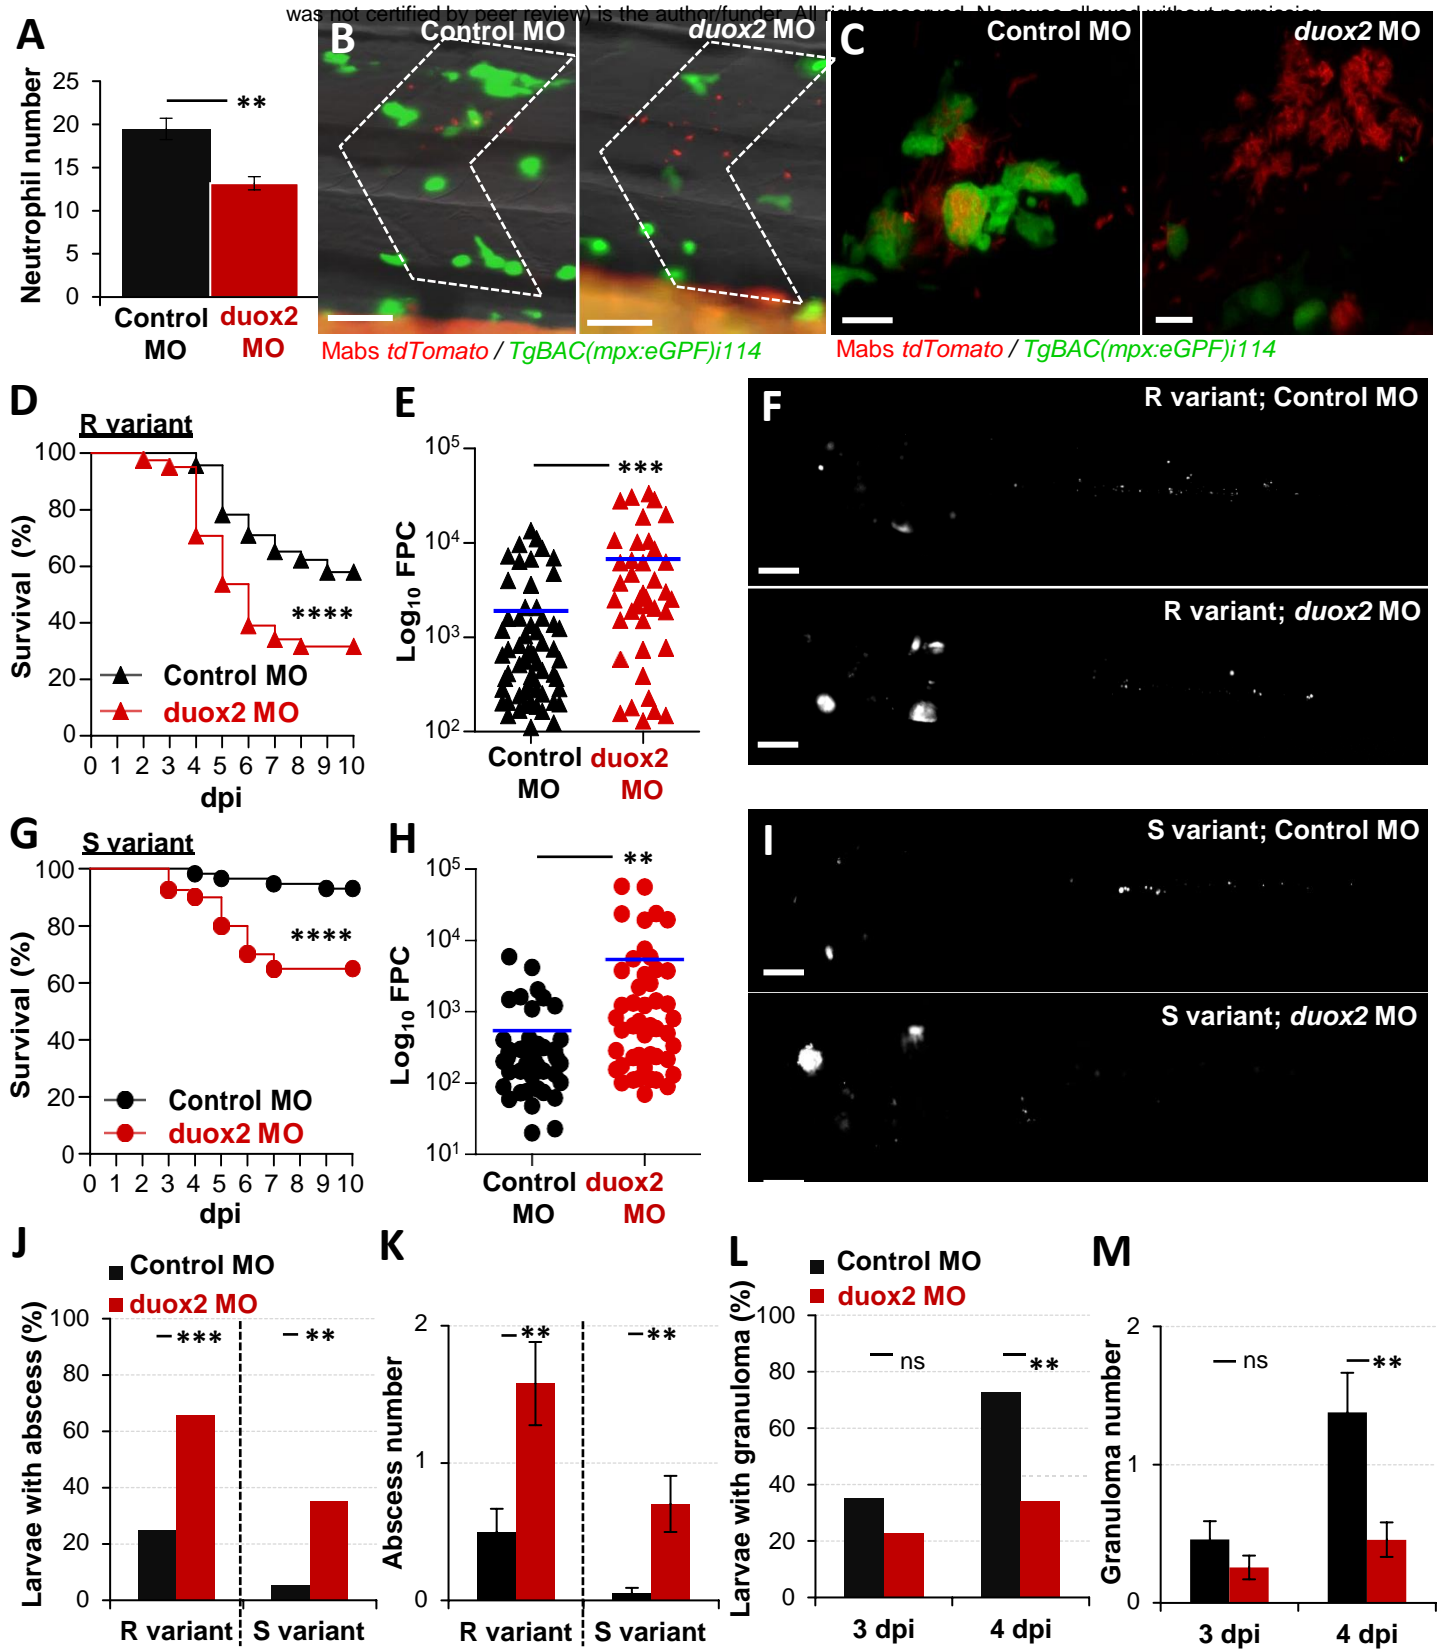 was not certified by peer review) is the author/funder. All rights reserved. No reuse allowed without permission.
A
Neutrophil number
25
20
15
10
5
0
**
Control MO
duox2 MO
B
Control MO
duox2 MO
Mabs tdTomato / TgBAC(mpx:eGPF)i114
C
Control MO
duox2 MO
Mabs tdTomato / TgBAC(mpx:eGPF)i114
D
R variant
Survival (%)
100
80
60
40
20
0
****
Control MO
duox2 MO
0 1 2 3 4 5 6 7 8 9 10
dpi
E
Log10 FPC
10^5
10^4
10^3
10^2
***
Control MO
duox2 MO
F
R variant; Control MO
R variant; duox2 MO
G
S variant
Survival (%)
100
80
60
40
20
0
****
Control MO
duox2 MO
0 1 2 3 4 5 6 7 8 9 10
dpi
H
Log10 FPC
10^5
10^4
10^3
10^2
10^1
**
Control MO
duox2 MO
I
S variant; Control MO
S variant; duox2 MO
J
Control MO
duox2 MO
Larvae with abscess (%)
100
80
60
40
20
0
***
**
R variant
S variant
K
Abscess number
2
1
0
**
**
R variant
S variant
L
Control MO
duox2 MO
Larvae with granuloma (%)
100
80
60
40
20
0
ns
**
3 dpi
4 dpi
M
Granuloma number
2
1
0
ns
**
3 dpi
4 dpi